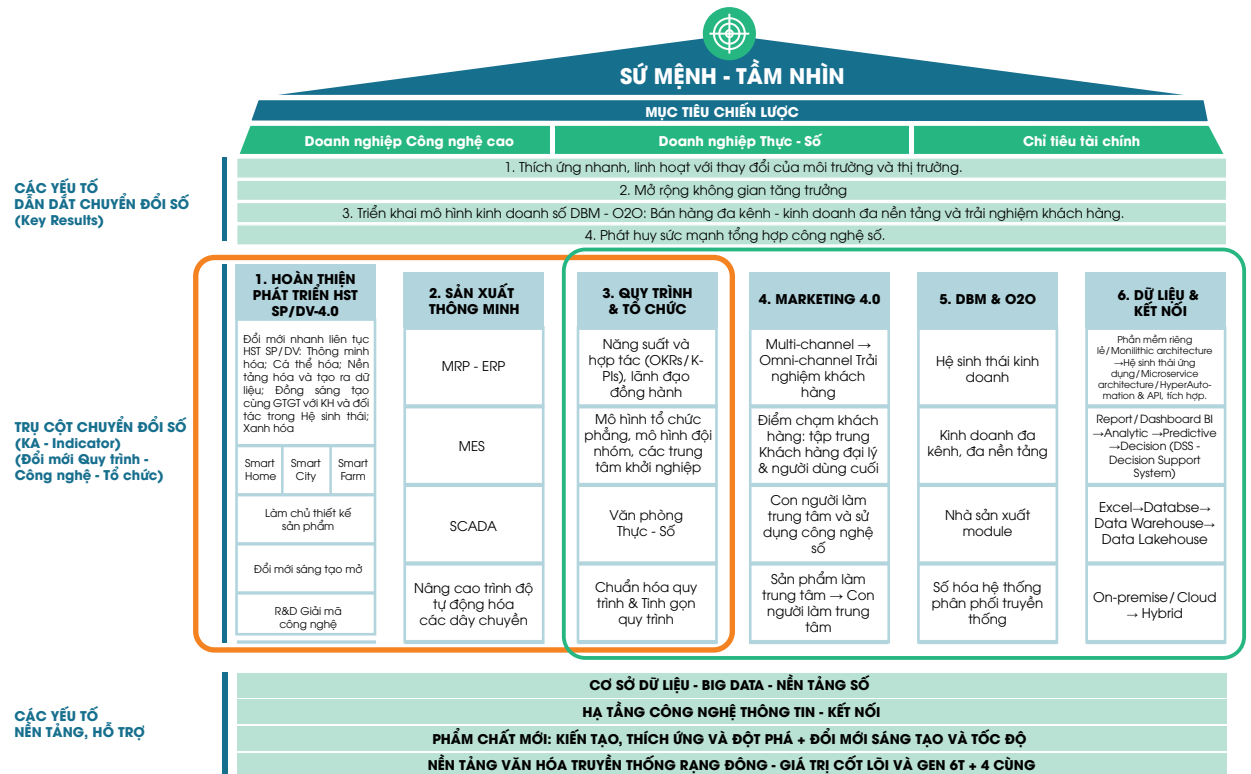 SỨ MỆNH - TẦM NHÌN
MỤC TIÊU CHIẾN LƯỢC
Doanh nghiệp Công nghệ cao
Doanh nghiệp Thực - Số
Chỉ tiêu tài chính
CÁC YẾU TỐ
DẪN DẮT CHUYỂN ĐỔI SỐ
(Key Results)
1. Thích ứng nhanh, linh hoạt với thay đổi của môi trường và thị trường.
2. Mở rộng không gian tăng trưởng
3. Triển khai mô hình kinh doanh số DBM - O2O: Bán hàng đa kênh - kinh doanh đa nền tảng và trải nghiệm khách hàng.
4. Phát huy sức mạnh tổng hợp công nghệ số.
TRỤ CỘT CHUYỂN ĐỔI SỐ
(KA - Indicator)
(Đổi mới Quy trình -
Công nghệ - Tổ chức)
1. HOÀN THIỆN
PHÁT TRIỂN HST
SP/DV-4.0
Đổi mới nhanh liên tục
HST SP/DV: Thông minh
hóa; Cá thể hóa; Nền
tảng hóa và tạo ra dữ
liệu; Đồng sáng tạo
cùng GTGT với KH và đối
tác trong Hệ sinh thái;
Xanh hóa
Smart
Home
Smart
City
Smart
Farm
Làm chủ thiết kế
sản phẩm
Đổi mới sáng tạo mở
R&D Giải mã
công nghệ
2. SẢN XUẤT
THÔNG MINH
MRP - ERP
MES
SCADA
Nâng cao trình độ
tự động hóa
các dây chuyền
3. QUY TRÌNH
& TỔ CHỨC
Năng suất và
hợp tác (OKRs/K-
PIs), lãnh đạo
đồng hành
Mô hình tổ chức
phẳng, mô hình đội
nhóm, các trung
tâm khởi nghiệp
Văn phòng
Thực - Số
Chuẩn hóa quy
trình & Tinh gọn
quy trình
4. MARKETING 4.0
Multi-channel →
Omni-channel Trải
nghiệm khách
hàng
Điểm chạm khách
hàng: tập trung
Khách hàng đại lý
& người dùng cuối
Con người làm
trung tâm và sử
dụng công nghệ
số
Sản phẩm làm
trung tâm → Con
người làm trung
tâm
5. DBM & O2O
Hệ sinh thái kinh
doanh
Kinh doanh đa
kênh, đa nền tảng
Nhà sản xuất
module
Số hóa hệ thống
phân phối truyền
thống
6. DỮ LIỆU &
KẾT NỐI
Phần mềm riêng
lẻ/Monilithic architecture
→Hệ sinh thái ứng
dụng/Microservice
architecture/HyperAuto-
mation & API, tích hợp.
Report/Dashboard BI
→Analytic →Predictive
→Decision (DSS -
Decision Support
System)
Excel→Databse→
Data Warehouse→
Data Lakehouse
On-premise/Cloud
→ Hybrid
CÁC YẾU TỐ
NỀN TẢNG, HỖ TRỢ
CƠ SỞ DỮ LIỆU - BIG DATA - NỀN TẢNG SỐ
HẠ TẦNG CÔNG NGHỆ THÔNG TIN - KẾT NỐI
PHẨM CHẤT MỚI: KIẾN TẠO, THÍCH ỨNG VÀ ĐỘT PHÁ + ĐỔI MỚI SÁNG TẠO VÀ TỐC ĐỘ
NỀN TẢNG VĂN HÓA TRUYỀN THỐNG RẠNG ĐÔNG - GIÁ TRỊ CỐT LÕI VÀ GEN 6T + 4 CÙNG